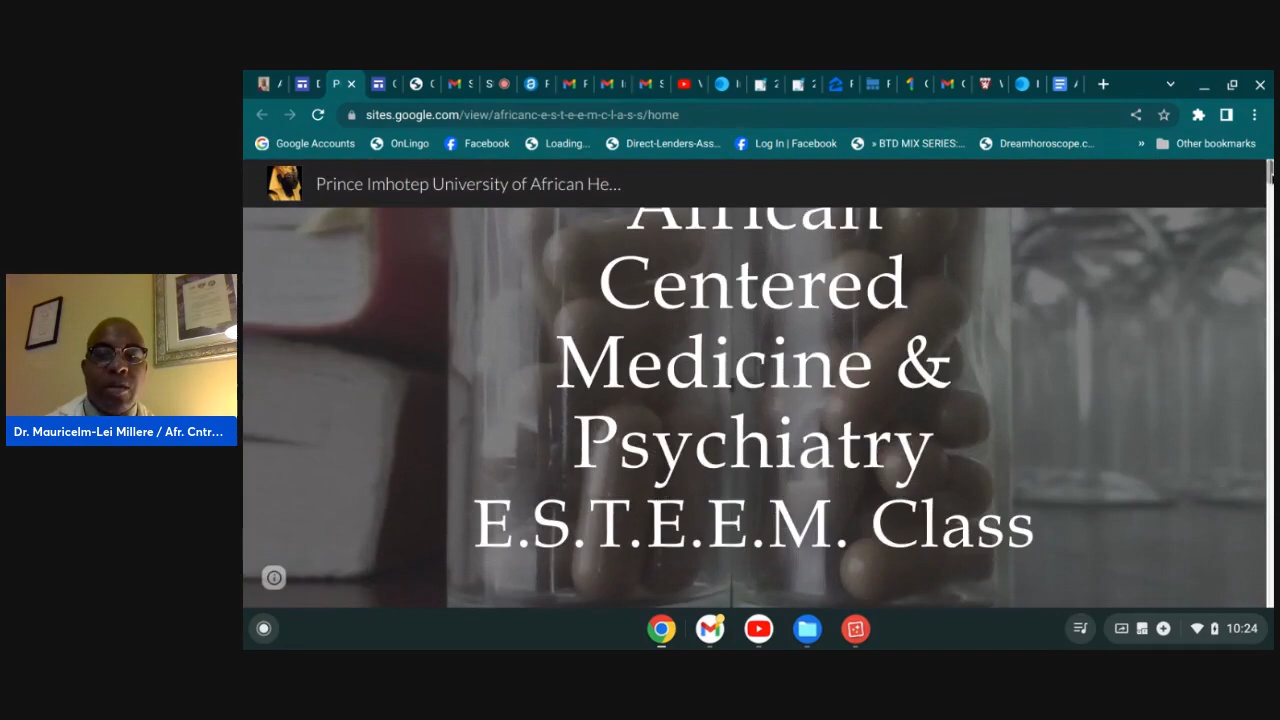 sites.google.com/view/africanc-e-s-t-e-e-m-c-l-a-s-s/home
Google Accounts OnLingo Facebook Loading... Direct-Lenders-Ass... Log In | Facebook » BTD MIX SERIES:... Dreamhoroscope.c... » Other bookmarks
Prince Imhotep University of African He...
African
Centered
Medicine &
Psychiatry
E.S.T.E.E.M. Class
Dr. Mauricelm-Lei Millere / Afr. Cntr...
10:24